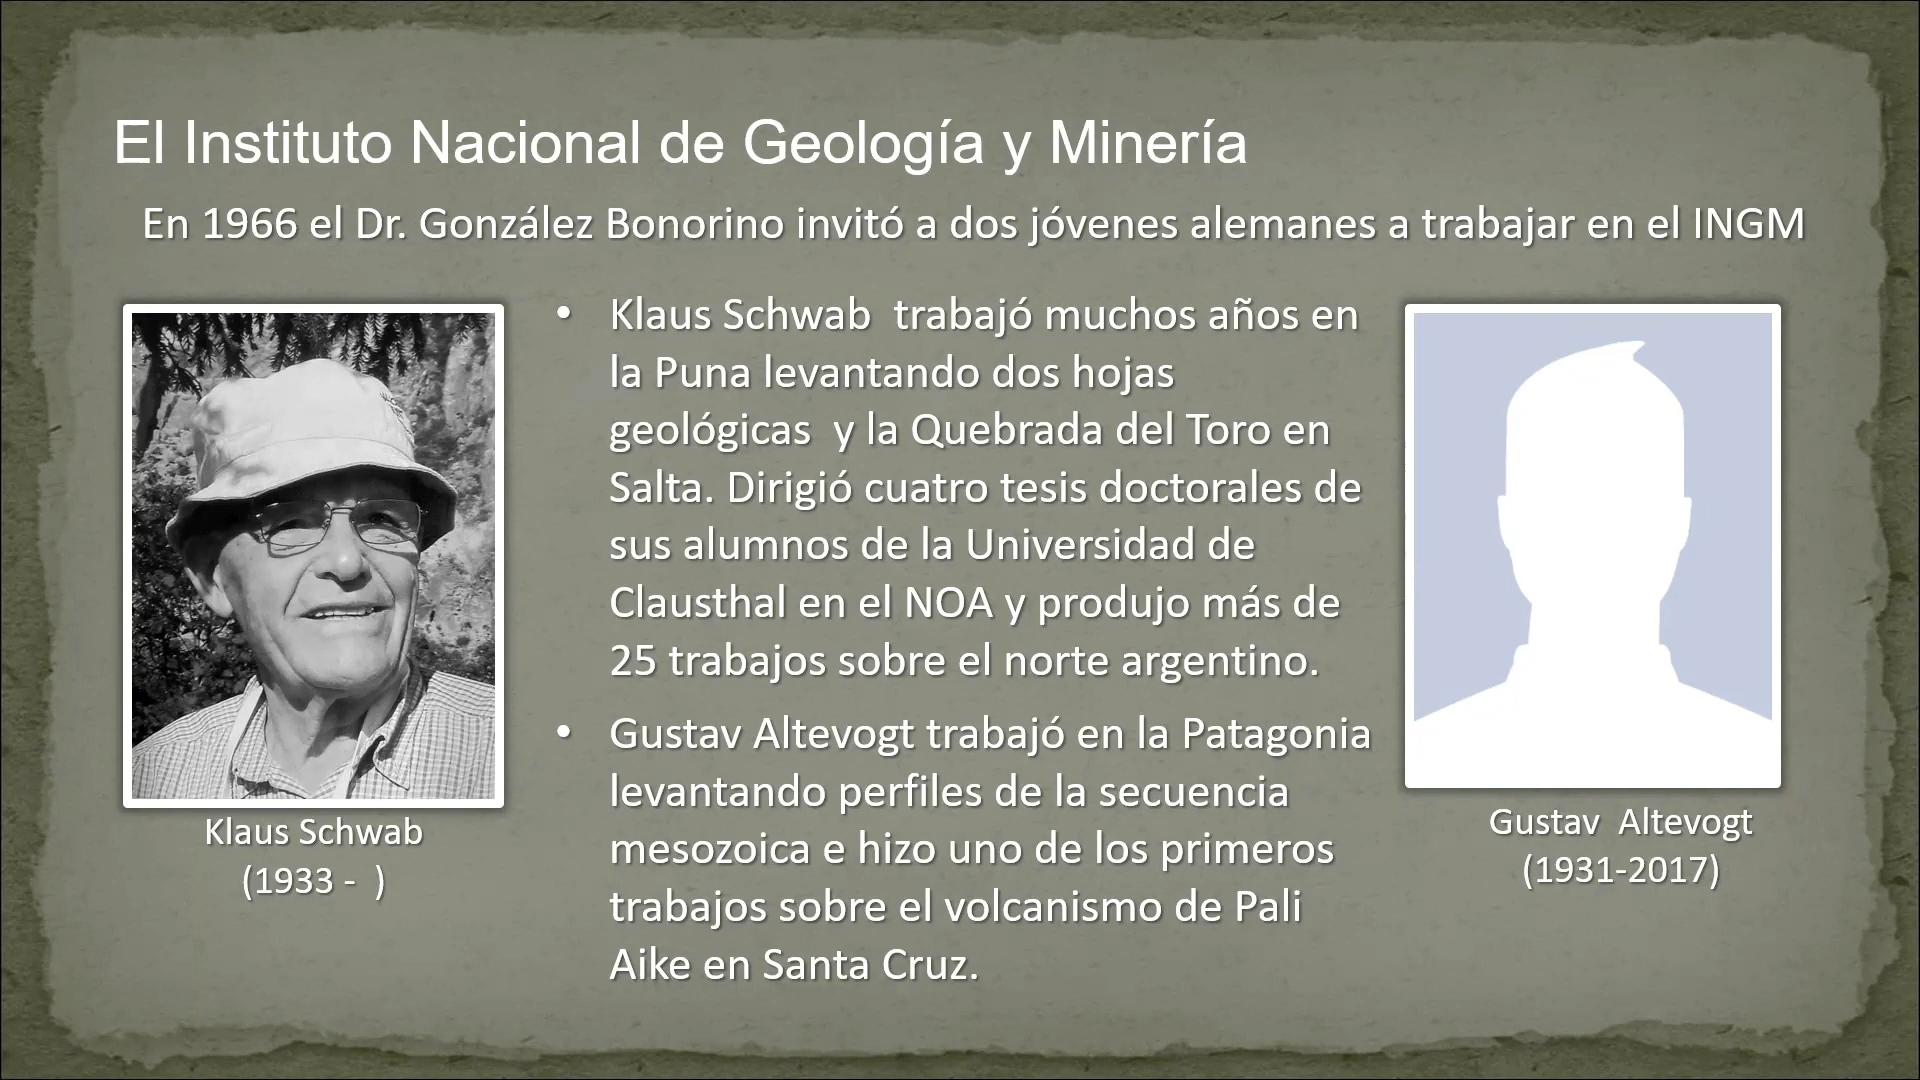 El Instituto Nacional de Geología y Minería
En 1966 el Dr. González Bonorino invitó a dos jóvenes alemanes a trabajar en el INGM
• Klaus Schwab trabajó muchos años en
la Puna levantando dos hojas
geológicas y la Quebrada del Toro en
Salta. Dirigió cuatro tesis doctorales de
sus alumnos de la Universidad de
Clausthal en el NOA y produjo más de
25 trabajos sobre el norte argentino.
• Gustav Altevogt trabajó en la Patagonia
levantando perfiles de la secuencia
mesozoica e hizo uno de los primeros
trabajos sobre el volcanismo de Pali
Aike en Santa Cruz.
Klaus Schwab
(1933 - )
Gustav Altevogt
(1931-2017)